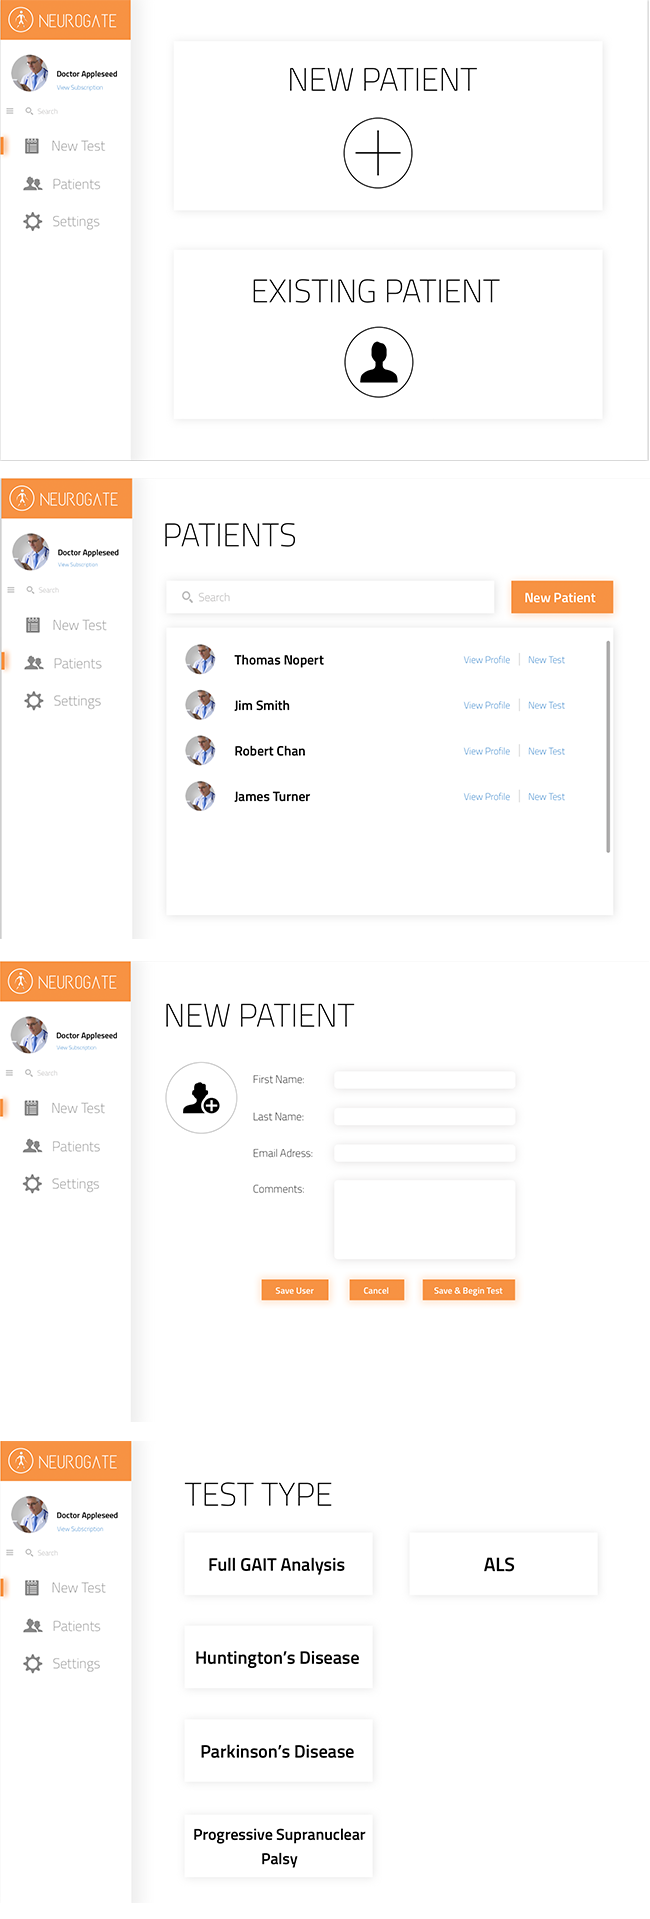 NEUROGATE
Doctor Appleseed
View Subscription
Search
New Test
Patients
Settings
NEW PATIENT
EXISTING PATIENT
NEUROGATE
Doctor Appleseed
View Subscription
Search
New Test
Patients
Settings
PATIENTS
Search
New Patient
Thomas Nopert View Profile | New Test
Jim Smith View Profile | New Test
Robert Chan View Profile | New Test
James Turner View Profile | New Test
NEUROGATE
Doctor Appleseed
View Subscription
Search
New Test
Patients
Settings
NEW PATIENT
First Name:
Last Name:
Email Adress:
Comments:
Save User
Cancel
Save & Begin Test
NEUROGATE
Doctor Appleseed
View Subscription
Search
New Test
Patients
Settings
TEST TYPE
Full GAIT Analysis
ALS
Huntington's Disease
Parkinson's Disease
Progressive Supranuclear
Palsy